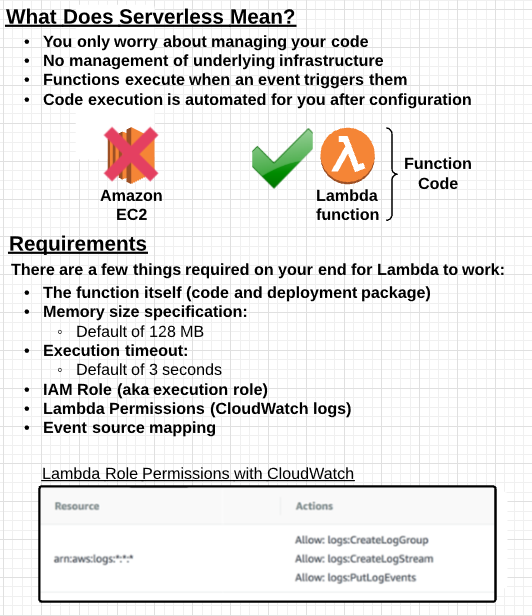 What Does Serverless Mean?
• You only worry about managing your code
• No management of underlying infrastructure
• Functions execute when an event triggers them
• Code execution is automated for you after configuration
Amazon
EC2
λ
Lambda
function
Function
Code
Requirements
There are a few things required on your end for Lambda to work:
• The function itself (code and deployment package)
• Memory size specification:
◦ Default of 128 MB
• Execution timeout:
◦ Default of 3 seconds
• IAM Role (aka execution role)
• Lambda Permissions (CloudWatch logs)
• Event source mapping
Lambda Role Permissions with CloudWatch
Resource Actions
Allow: logs:CreateLogGroup
arn:aws:logs:*:*:* Allow: logs:CreateLogStream
Allow: logs:PutLogEvents